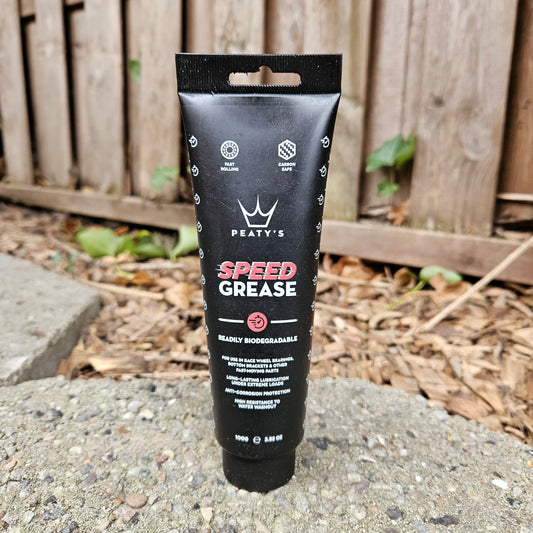 FAST
ROLLING
CARBON
SAFE
PEATY'S
SPEED
GREASE
READILY BIODEGRADABLE
FOR USE IN RACE WHEEL BEARINGS,
BOTTOM BRACKETS & OTHER
FAST-MOVING PARTS
LONG-LASTING LUBRICATION
UNDER EXTREME LOADS
ANTI-CORROSION PROTECTION
HIGH RESISTANCE TO
WATER WASHOUT
100G ℮ 3.53 OZ